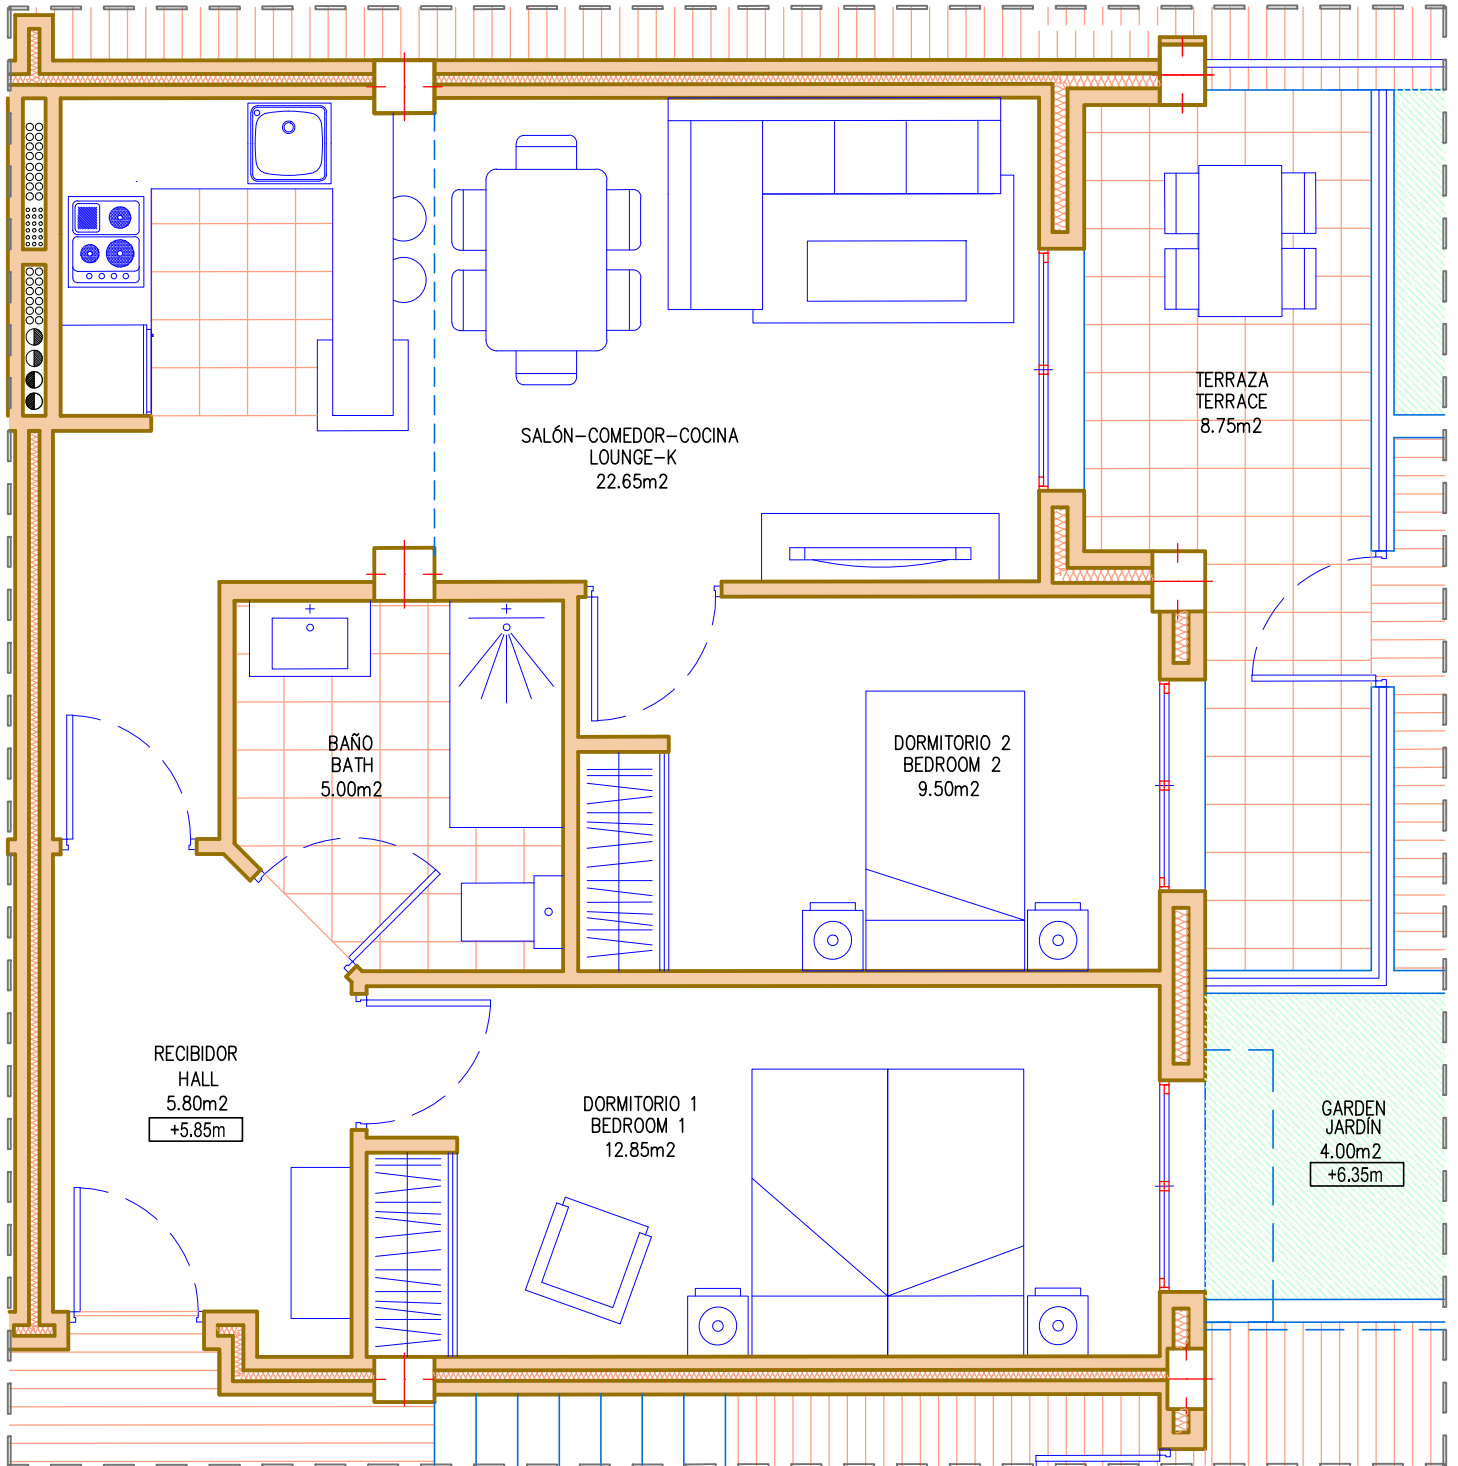 TERRAZA
TERRACE
8.75m2
SALÓN-COMEDOR-COCINA
LOUNGE-K
22.65m2
BAÑO
BATH
5.00m2
DORMITORIO 2
BEDROOM 2
9.50m2
RECIBIDOR
HALL
5.80m2
+5.85m
DORMITORIO 1
BEDROOM 1
12.85m2
GARDEN
JARDÍN
4.00m2
+6.35m